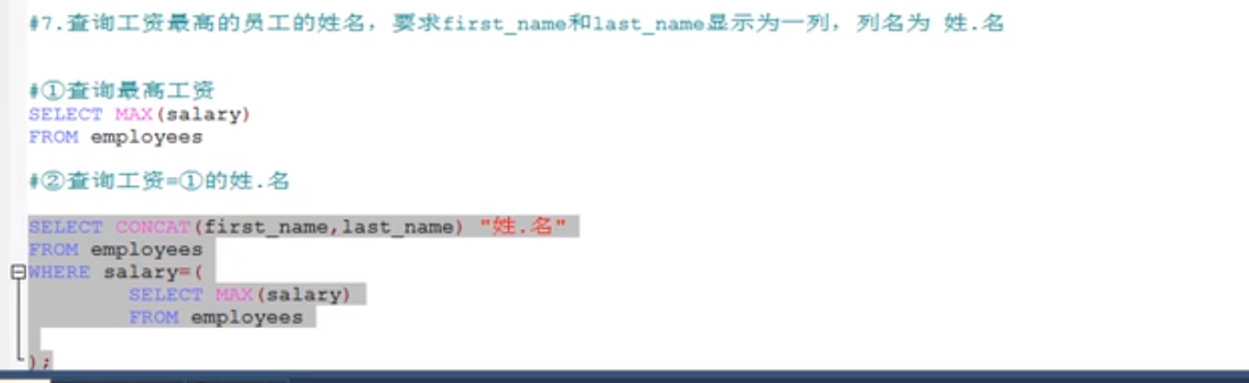 #7.查询工资最高的员工的姓名，要求first_name和last_name显示为一列，列名为 姓.名
#①查询最高工资
SELECT MAX(salary)
FROM employees
#②查询工资=①的姓.名
SELECT CONCAT(first_name,last_name) "姓.名"
FROM employees
WHERE salary=(
SELECT MAX(salary)
FROM employees
);